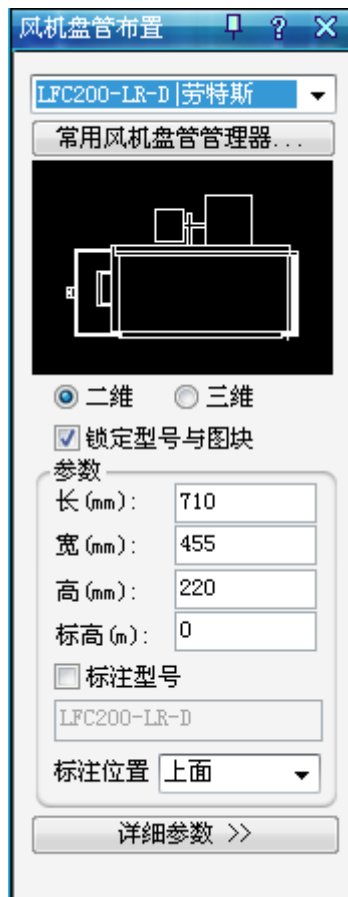 风机盘管布置
LFC200-LR-D|劳特斯
常用风机盘管管理器...
二维 三维
锁定型号与图块
参数
长(mm): 710
宽(mm): 455
高(mm): 220
标高(m): 0
标注型号
LFC200-LR-D
标注位置 上面
详细参数 >>